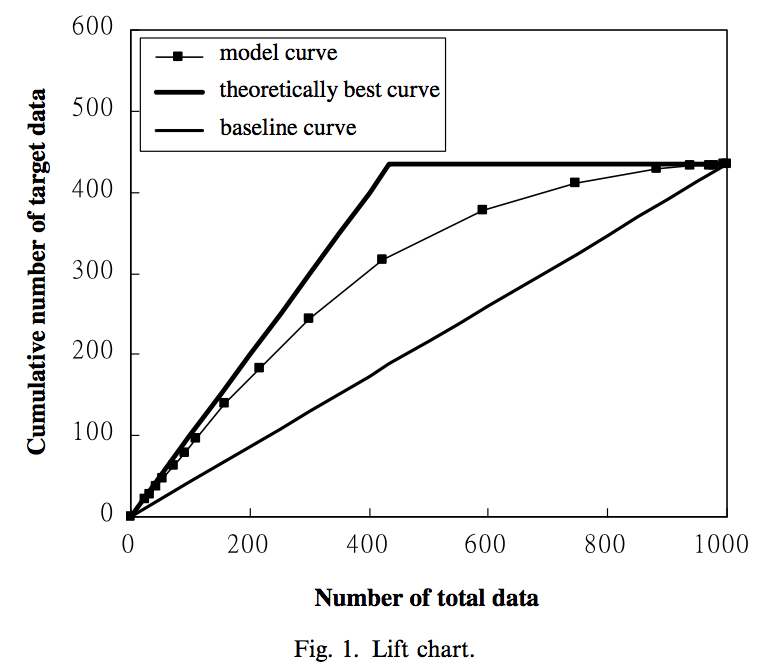 600
model curve
theoretically best curve
500
baseline curve
400
300
200
100
0
Cumulative number of target data
0 200 400 600 800 1000
Number of total data
Fig. 1. Lift chart.